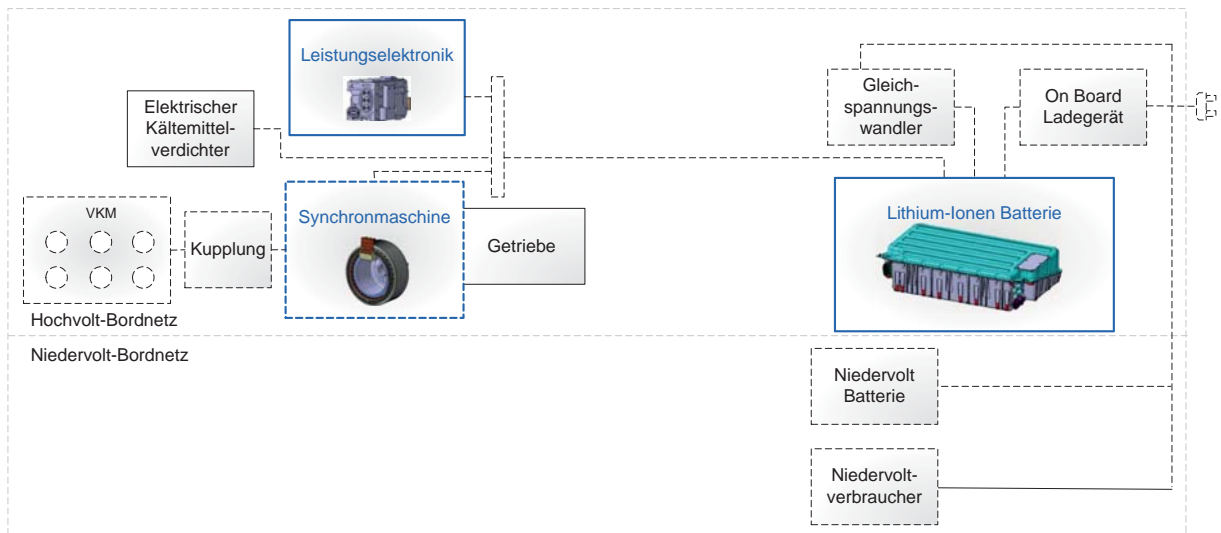 Leistungselektronik
Elektrischer
Kältemittel-
verdichter
Gleich-
spannungs-
wandler
On Board
Ladegerät
VKM
Kupplung
Synchronmaschine
Getriebe
Lithium-Ionen Batterie
Hochvolt-Bordnetz
Niedervolt-Bordnetz
Niedervolt
Batterie
Niedervolt-
verbraucher